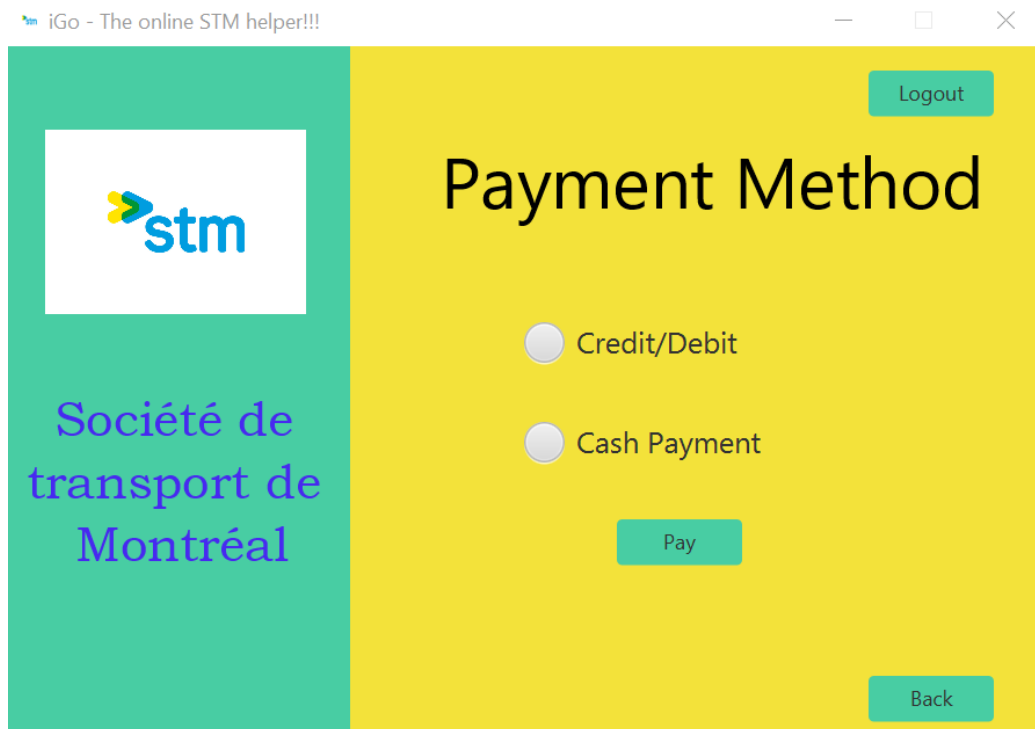 iGo - The online STM helper!!!
Logout
stm
Payment Method
Credit/Debit
Société de
transport de
Montréal
Cash Payment
Pay
Back